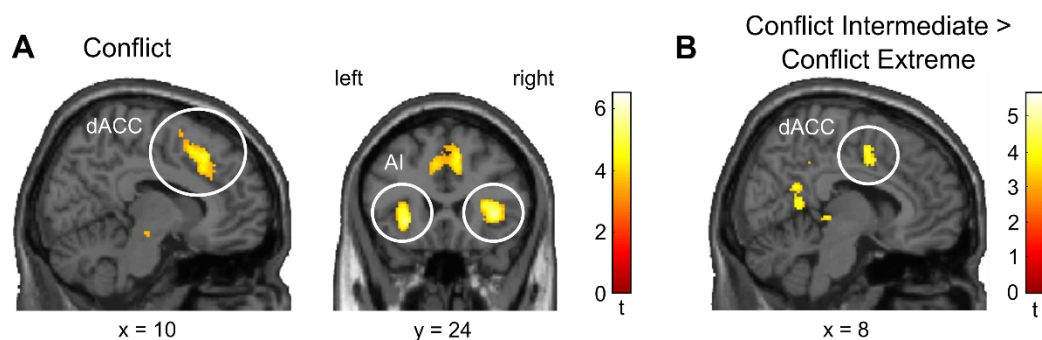 A
Conflict
left
right
dACC
AI
6
4
2
0
t
x = 10
y = 24
B
Conflict Intermediate >
Conflict Extreme
dACC
5
4
3
2
1
0
t
x = 8